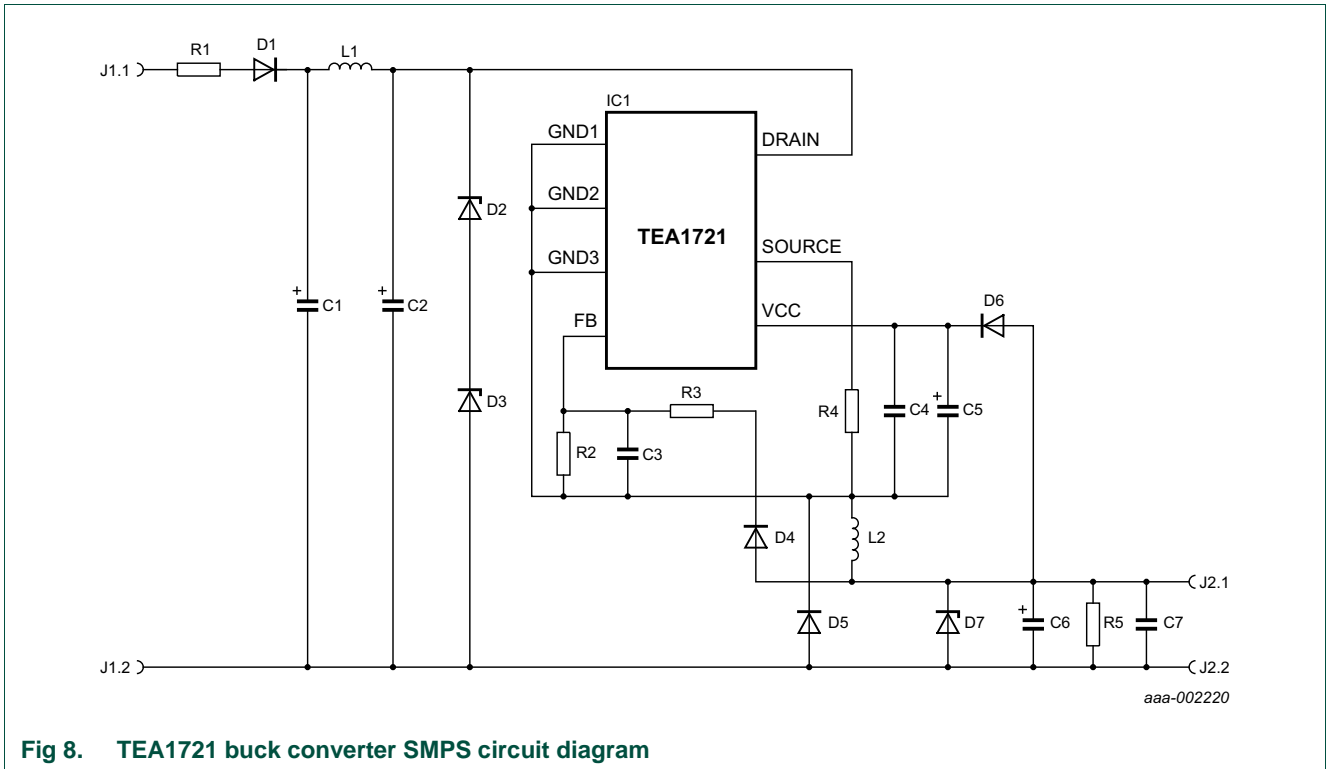 R1
D1
L1
J1.1
IC1
GND1
DRAIN
GND2
D2
TEA1721
SOURCE
GND3
VCC
D6
C1
C2
FB
R3
D3
R4
C4
C5
R2
C3
D4
L2
J2.1
D5
D7
C6
R5
C7
J1.2
J2.2
aaa-002220
Fig 8. TEA1721 buck converter SMPS circuit diagram